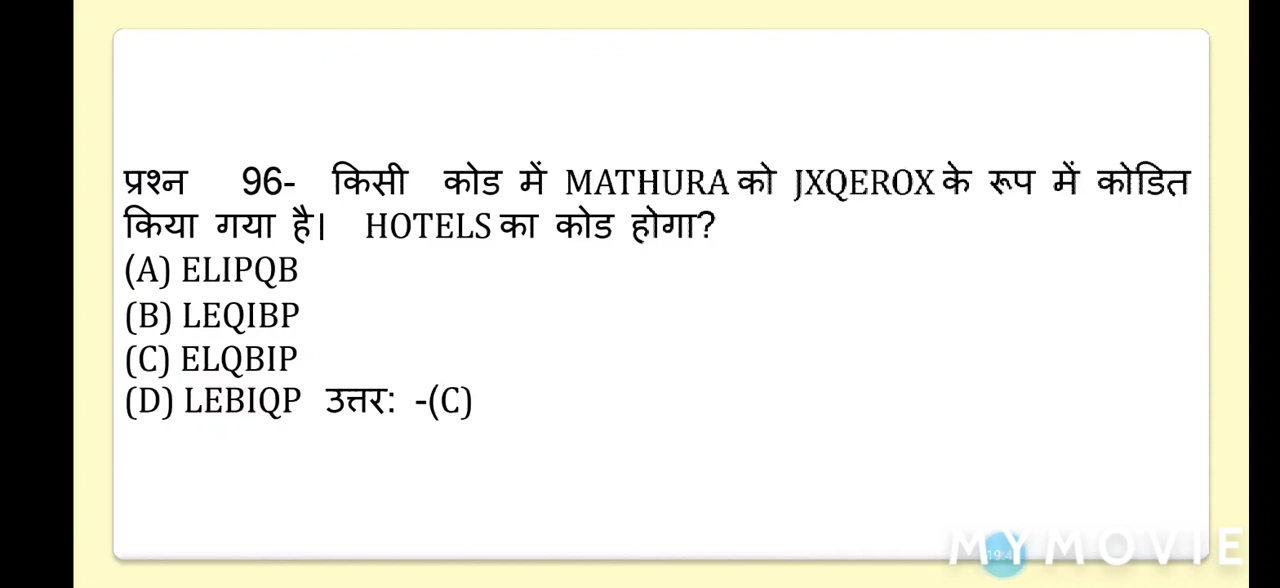 प्रश्न 96- किसी कोड में MATHURA को JXQEROX के रूप में कोडित
किया गया है। HOTELS का कोड होगा?
(A) ELIPQB
(B) LEQIBP
(C) ELQBIP
(D) LEBIQP उत्तर: -(C)
MYMOVIE